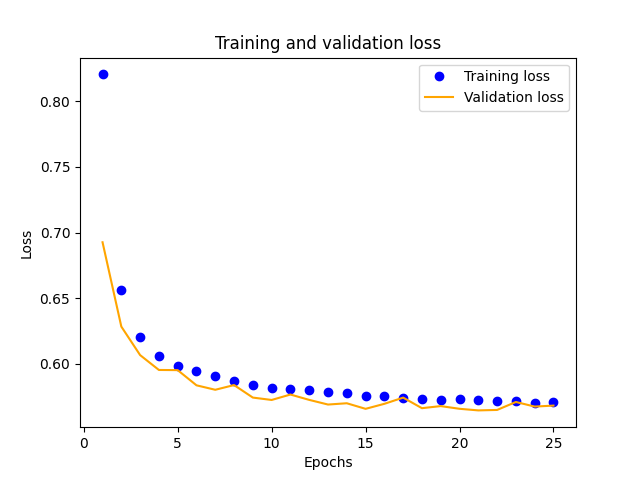 Training and validation loss
Training loss
Validation loss
0.80
0.75
0.70
0.65
0.60
Loss
0 5 10 15 20 25
Epochs